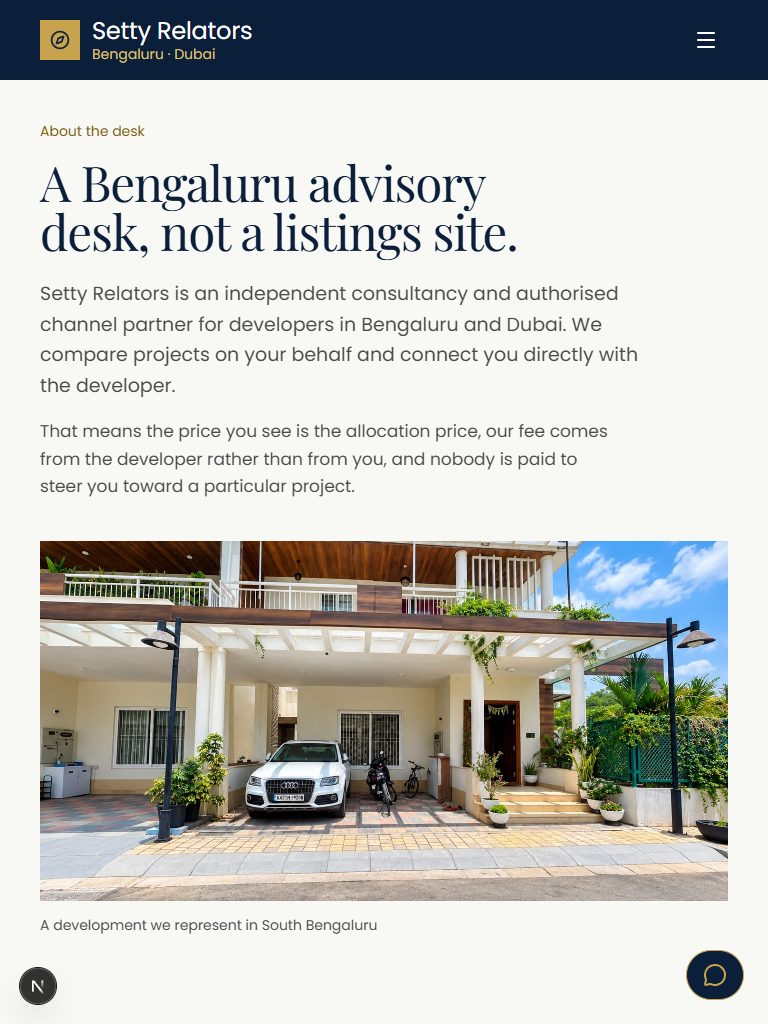 Setty Relators
Bengaluru · Dubai
About the desk
A Bengaluru advisory
desk, not a listings site.
Setty Relators is an independent consultancy and authorised
channel partner for developers in Bengaluru and Dubai. We
compare projects on your behalf and connect you directly with
the developer.
That means the price you see is the allocation price, our fee comes
from the developer rather than from you, and nobody is paid to
steer you toward a particular project.
A development we represent in South Bengaluru
N